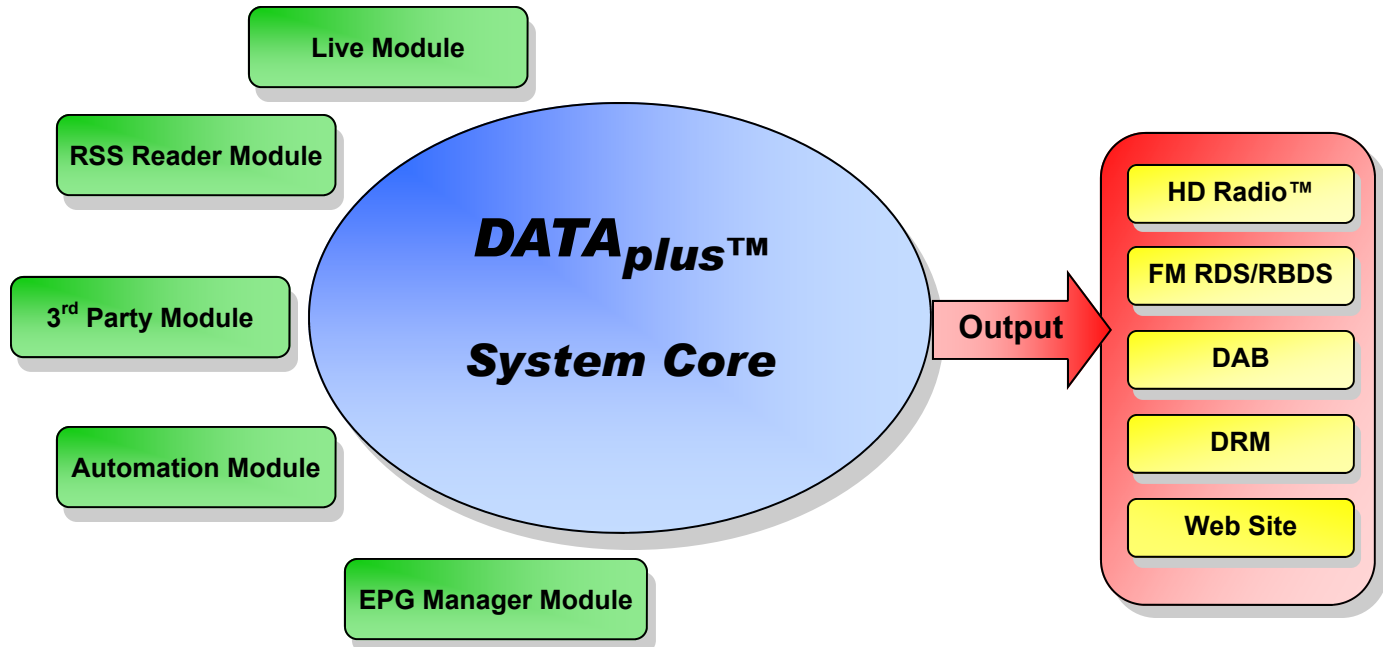 Live Module
RSS Reader Module
3rd Party Module
Automation Module
EPG Manager Module
DATAplus™
System Core
Output
HD Radio™
FM RDS/RBDS
DAB
DRM
Web Site